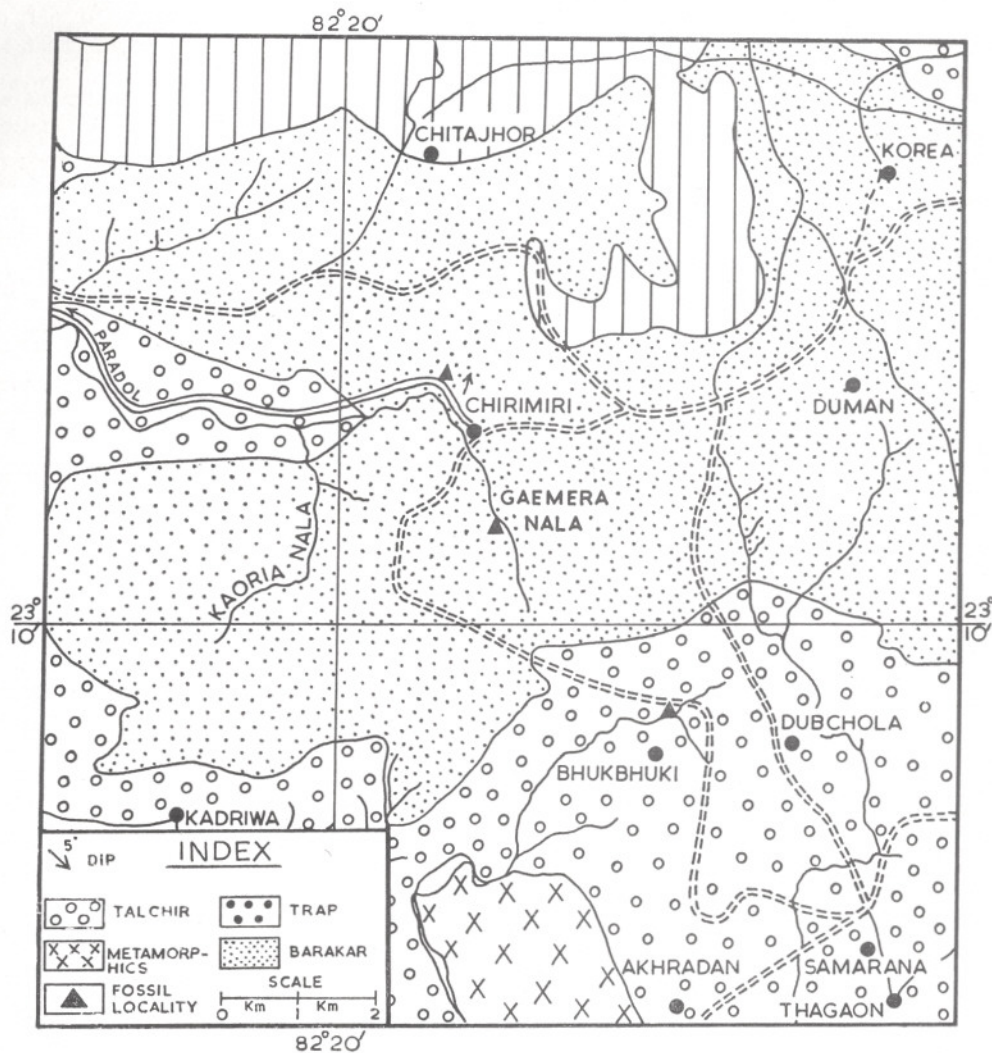 82° 20'
CHITAJHOR
KOREA
PARADOL
CHIRIMIRI
DUMAN
GAEMERA
NALA
KAORIA NALA
23°
10'
23°
10'
DUBCHOLA
BHUKBHUKI
KADRIWA
INDEX
5°
DIP
TALCHIR
TRAP
METAMORP-
HICS
BARAKAR
FOSSIL
LOCALITY
SCALE
0 Km 1 Km 2
AKHRADAN
SAMARANA
THAGAON
82° 20'